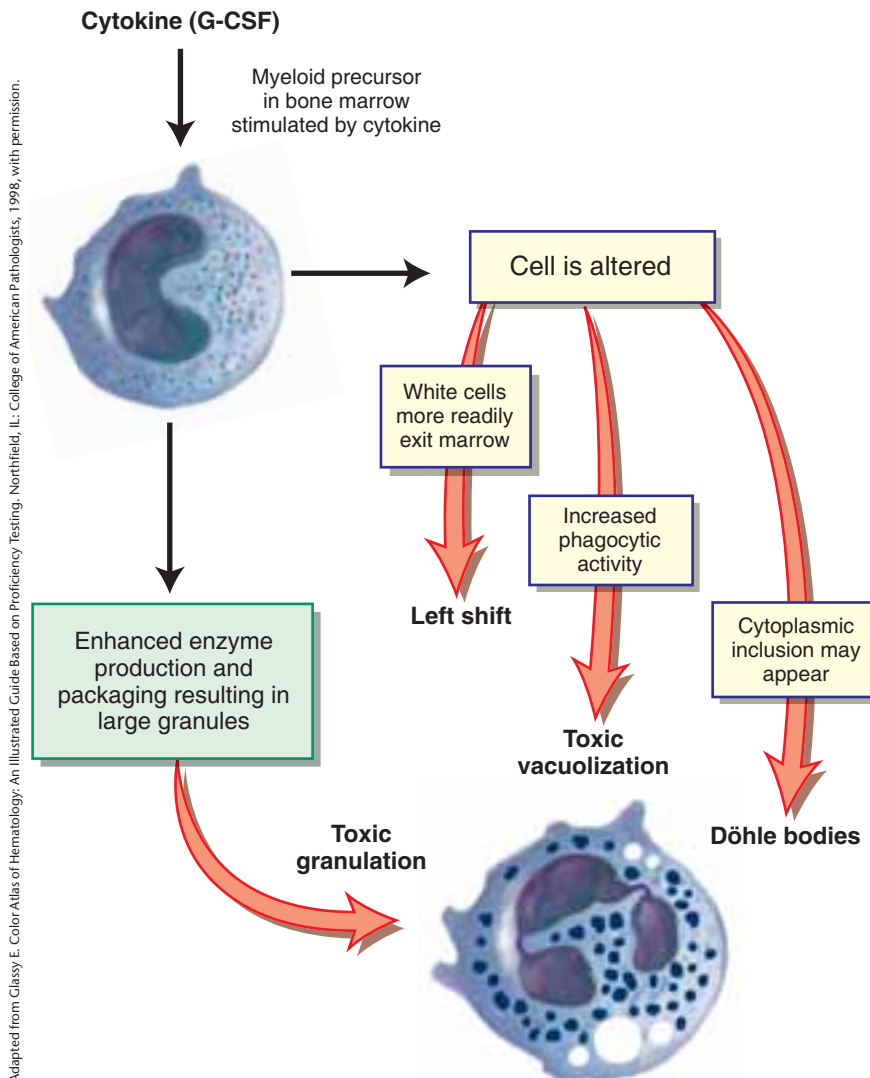 Cytokine (G-CSF)
Myeloid precursor
in bone marrow
stimulated by cytokine
Cell is altered
White cells
more readily
exit marrow
Left shift
Increased
phagocytic
activity
Toxic
vacuolization
Cytoplasmic
inclusion may
appear
Döhle bodies
Enhanced enzyme
production and
packaging resulting in
large granules
Toxic
granulation
Adapted from Glassy E. Color Atlas of Hematology: An Illustrated Guide Based on Proficiency Testing. Northfield, IL: College of American Pathologists, 1998, with permission.